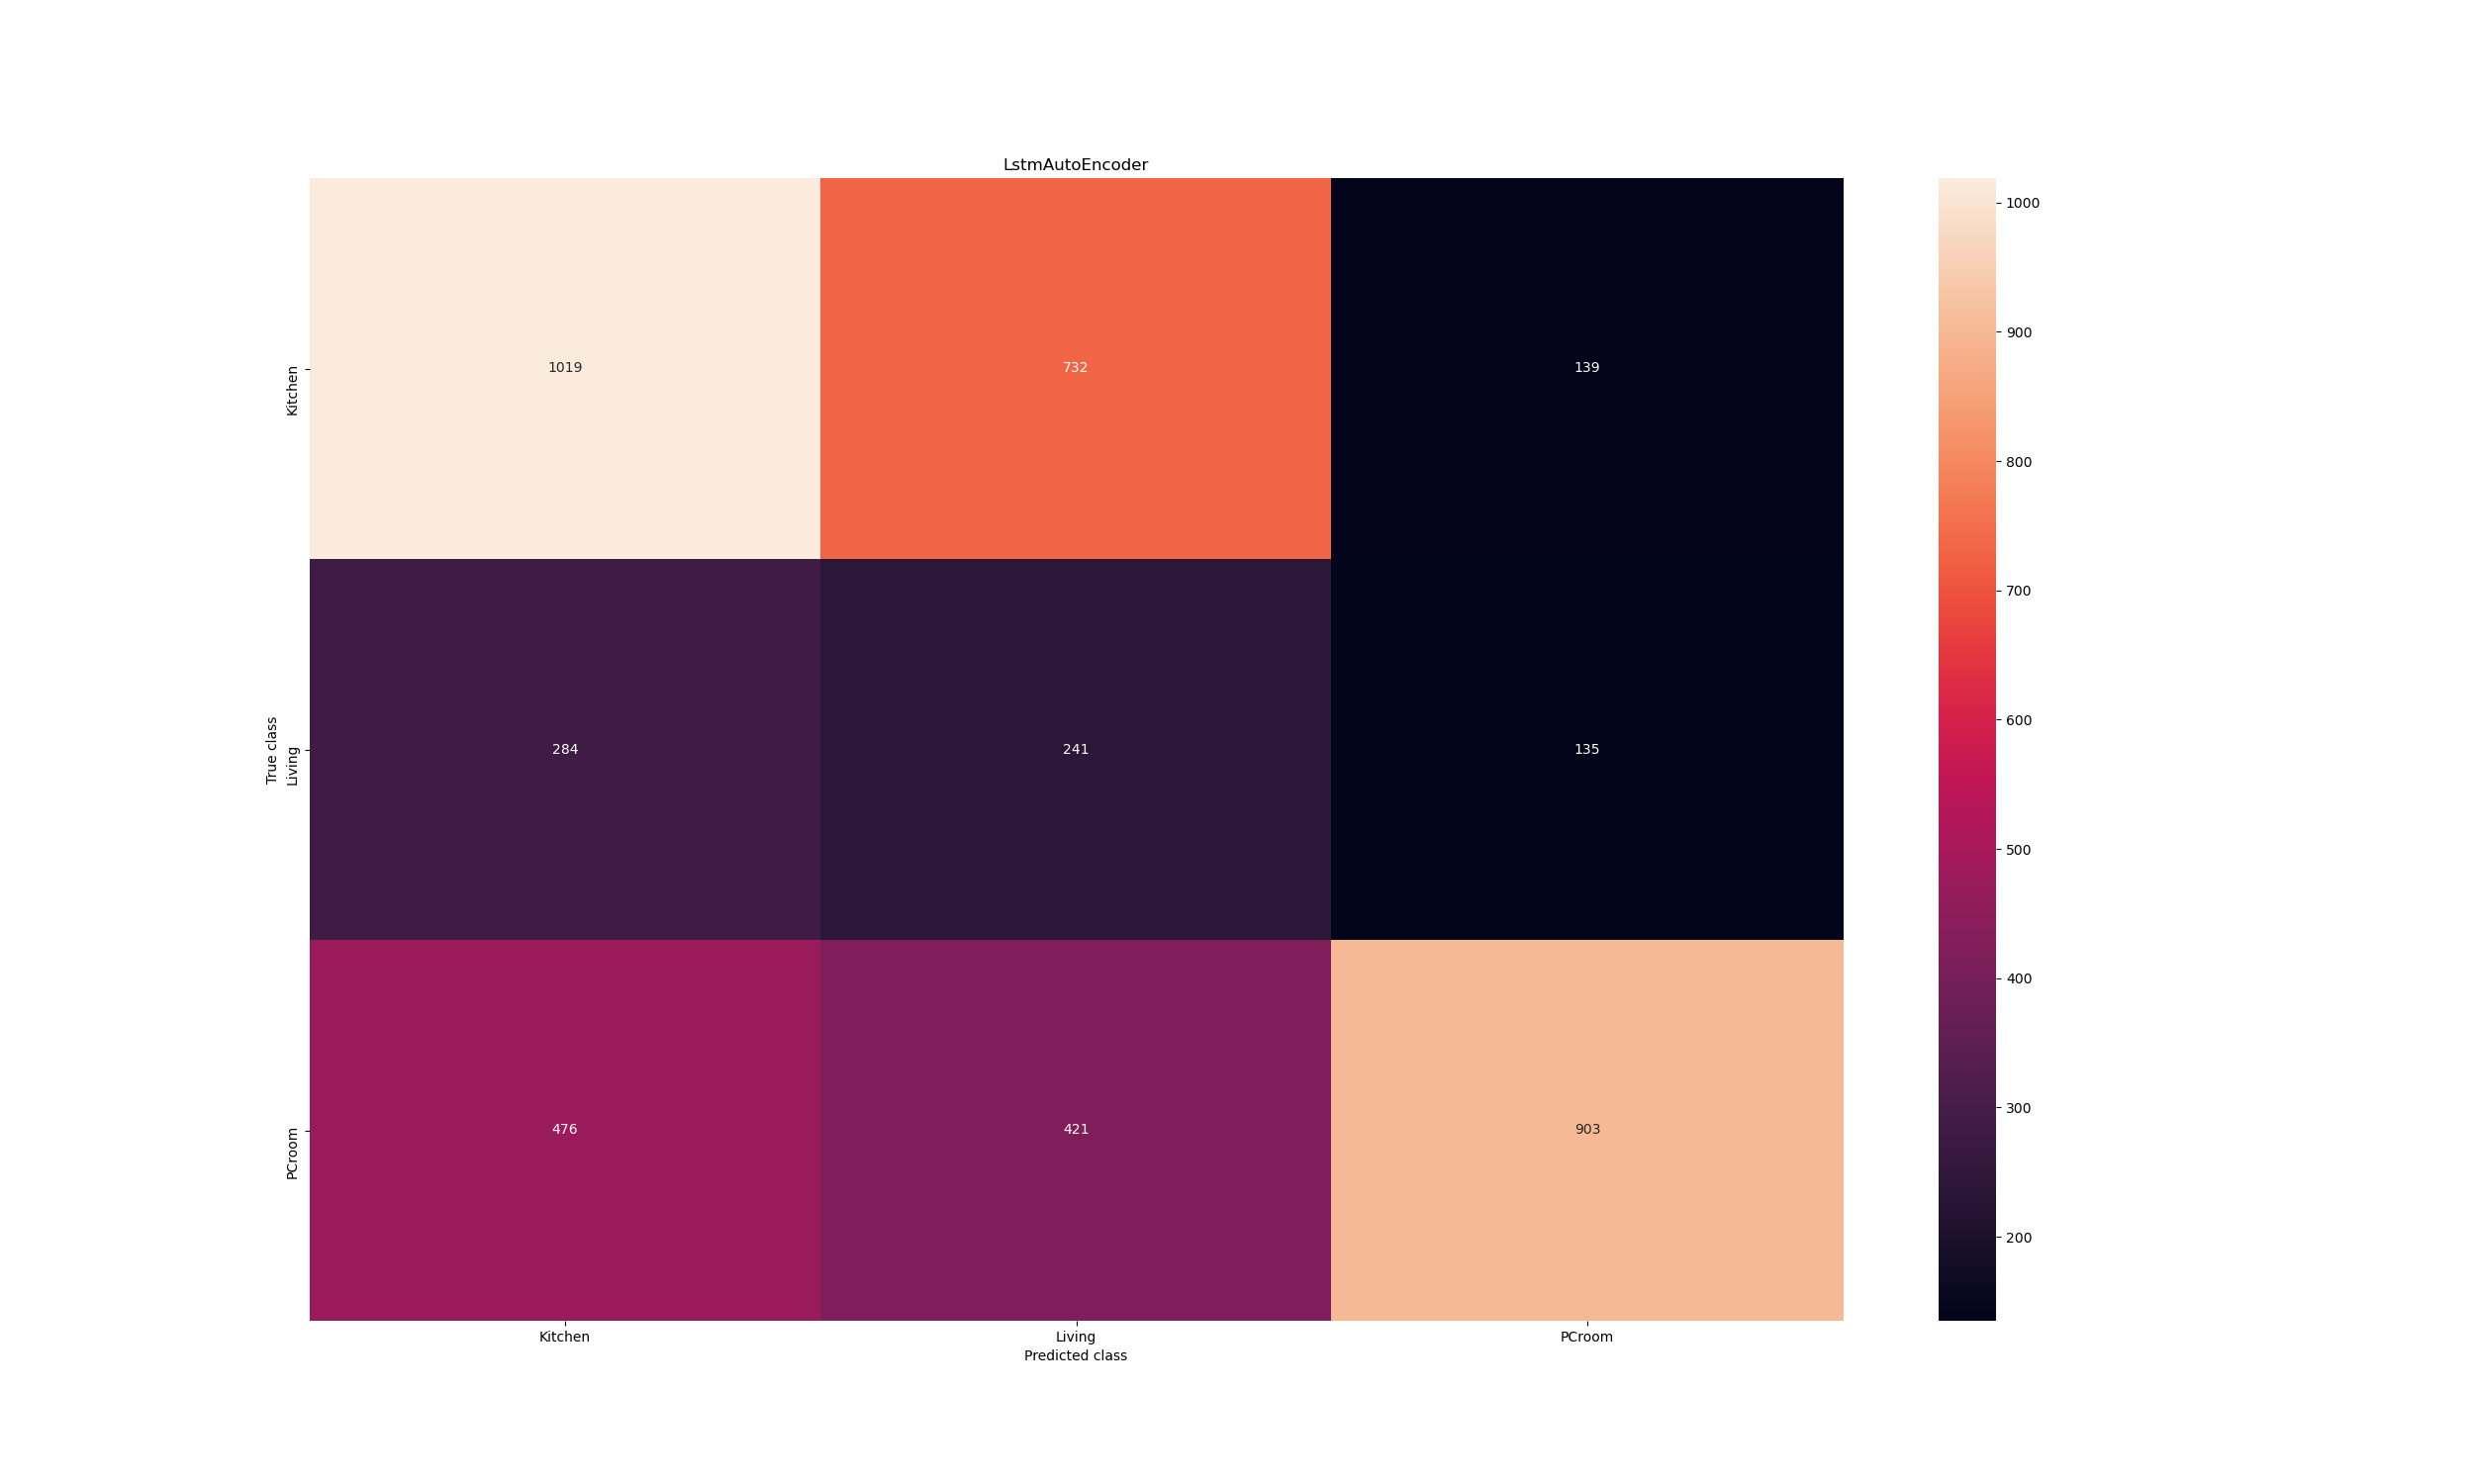 LstmAutoEncoder
1000
Kitchen 1019 732 139
900
800
700
600
True class
Living 284 241 135
500
400
PCroom 476 421 903
300
200
Kitchen Living PCroom
Predicted class